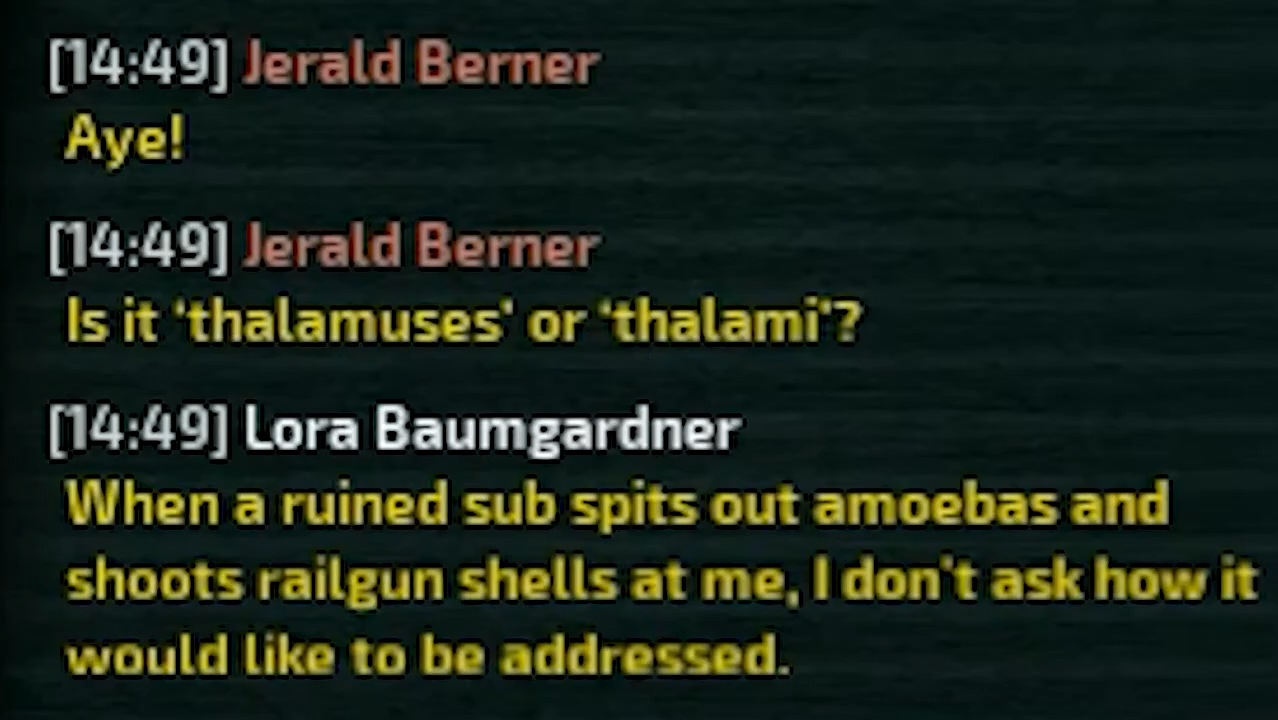 [14:49] Jerald Berner
Aye!
[14:49] Jerald Berner
Is it 'thalamuses' or 'thalami'?
[14:49] Lora Baumgardner
When a ruined sub spits out amoebas and
shoots railgun shells at me, I don't ask how it
would like to be addressed.